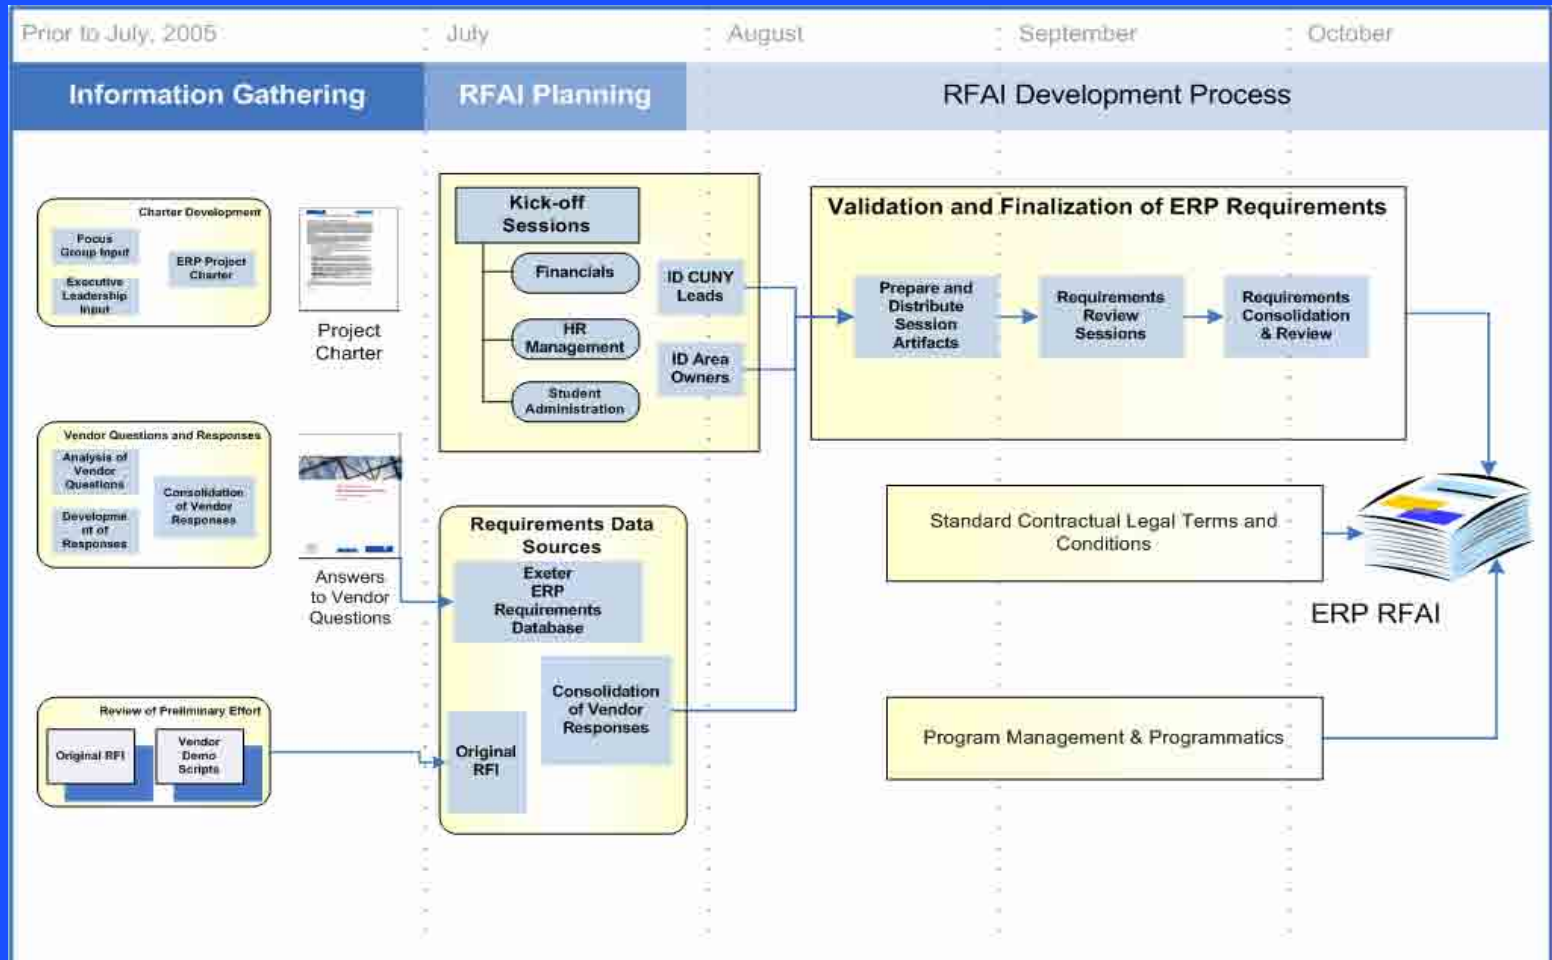 Prior to July, 2005
July
August
September
October
Information Gathering
RFAI Planning
RFAI Development Process
Charter Development
Focus
Group Input
Executive
Leadership
Input
ERP Project
Charter
Project
Charter
Kick-off
Sessions
Financials
HR
Management
Student
Administration
ID CUNY
Leads
ID Area
Owners
Validation and Finalization of ERP Requirements
Prepare and
Distribute
Session
Artifacts
Requirements
Review
Sessions
Requirements
Consolidation
& Review
Vendor Questions and Responses
Analysis of
Vendor
Questions
Developme
nt of
Responses
Consolidation
of Vendor
Responses
Answers
to Vendor
Questions
Requirements Data
Sources
Exeter
ERP
Requirements
Database
Consolidation
of Vendor
Responses
Original
RFI
Standard Contractual Legal Terms and
Conditions
ERP RFAI
Review of Preliminary Effort
Original RFI
Vendor
Demo
Scripts
Program Management & Programmatics